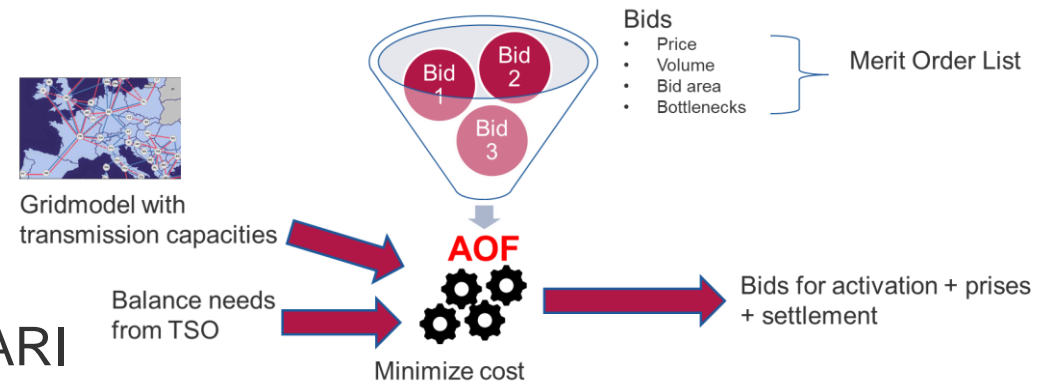 Bids
• Price
• Volume
• Bid area
• Bottlenecks
Merit Order List
Bid
1
Bid
2
Bid
3
Gridmodel with
transmission capacities
AOF
Balance needs
from TSO
Bids for activation + prises
+ settlement
ARI
Minimize cost